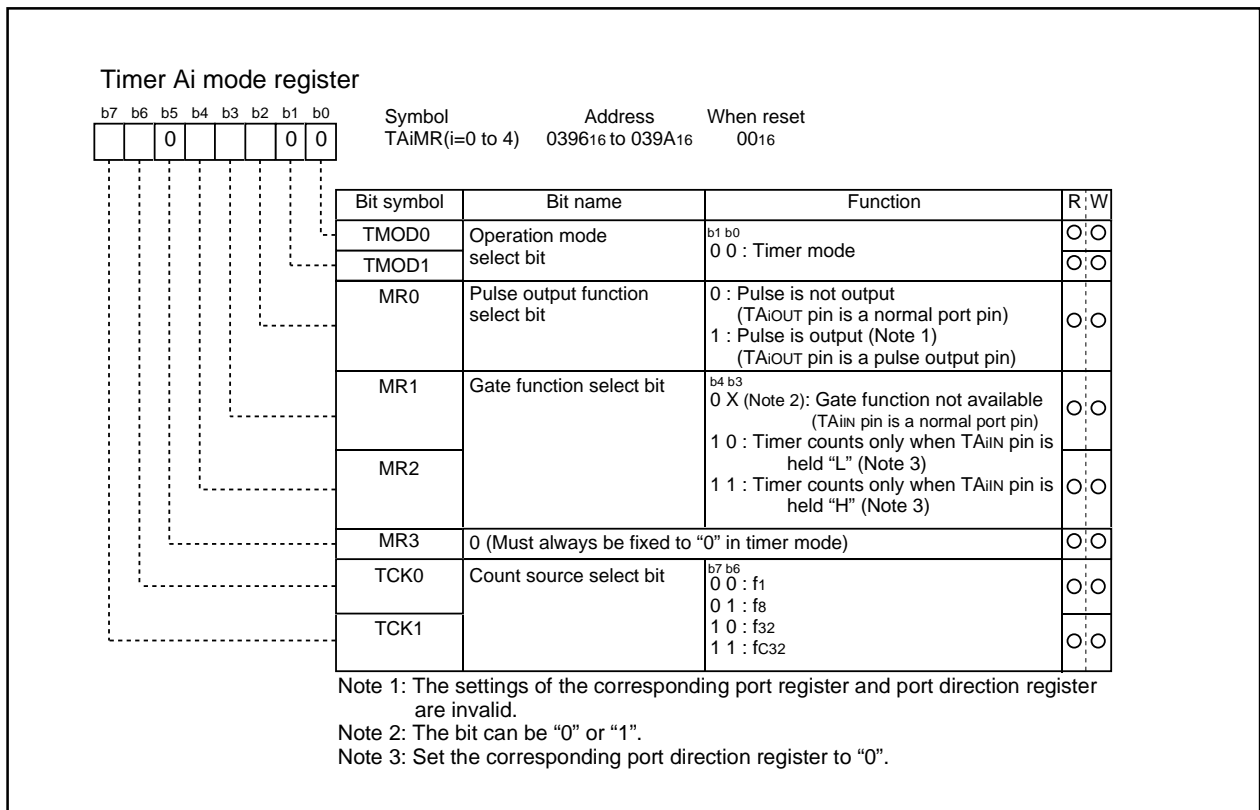 Timer Ai mode register
b7 b6 b5 b4 b3 b2 b1 b0
0 0 0
Symbol Address When reset
TAiMR(i=0 to 4) 039616 to 039A16 0016
Bit symbol Bit name Function R W
TMOD0 Operation mode select bit b1 b0
0 0 : Timer mode
TMOD1
MR0 Pulse output function select bit 0 : Pulse is not output
(TAiOUT pin is a normal port pin)
1 : Pulse is output (Note 1)
(TAiOUT pin is a pulse output pin)
MR1 Gate function select bit b4 b3
0 X (Note 2): Gate function not available
(TAiIN pin is a normal port pin)
1 0 : Timer counts only when TAiIN pin is
held “L” (Note 3)
MR2
1 1 : Timer counts only when TAiIN pin is
held “H” (Note 3)
MR3 0 (Must always be fixed to “0” in timer mode)
TCK0 Count source select bit b7 b6
0 0 : f1
0 1 : f8
TCK1 1 0 : f32
1 1 : fC32
Note 1: The settings of the corresponding port register and port direction register
are invalid.
Note 2: The bit can be “0” or “1”.
Note 3: Set the corresponding port direction register to “0”.